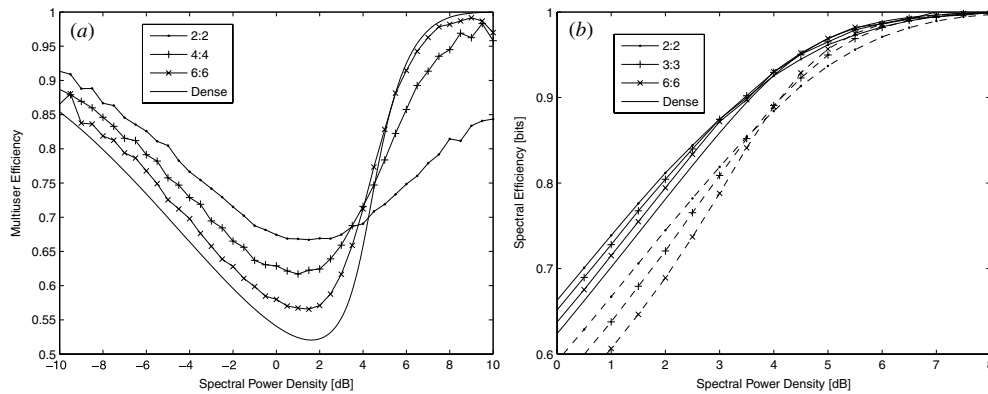 (a)
1
0.95
0.9
0.85
0.8
0.75
0.7
0.65
0.6
0.55
0.5
Multiuser Efficiency
2:2
4:4
6:6
Dense
−10 −8 −6 −4 −2 0 2 4 6 8 10
Spectral Power Density [dB]
(b)
1
0.9
0.8
0.7
0.6
Spectral Efficiency [bits]
2:2
3:3
6:6
Dense
0 1 2 3 4 5 6 7 8
Spectral Power Density [dB]